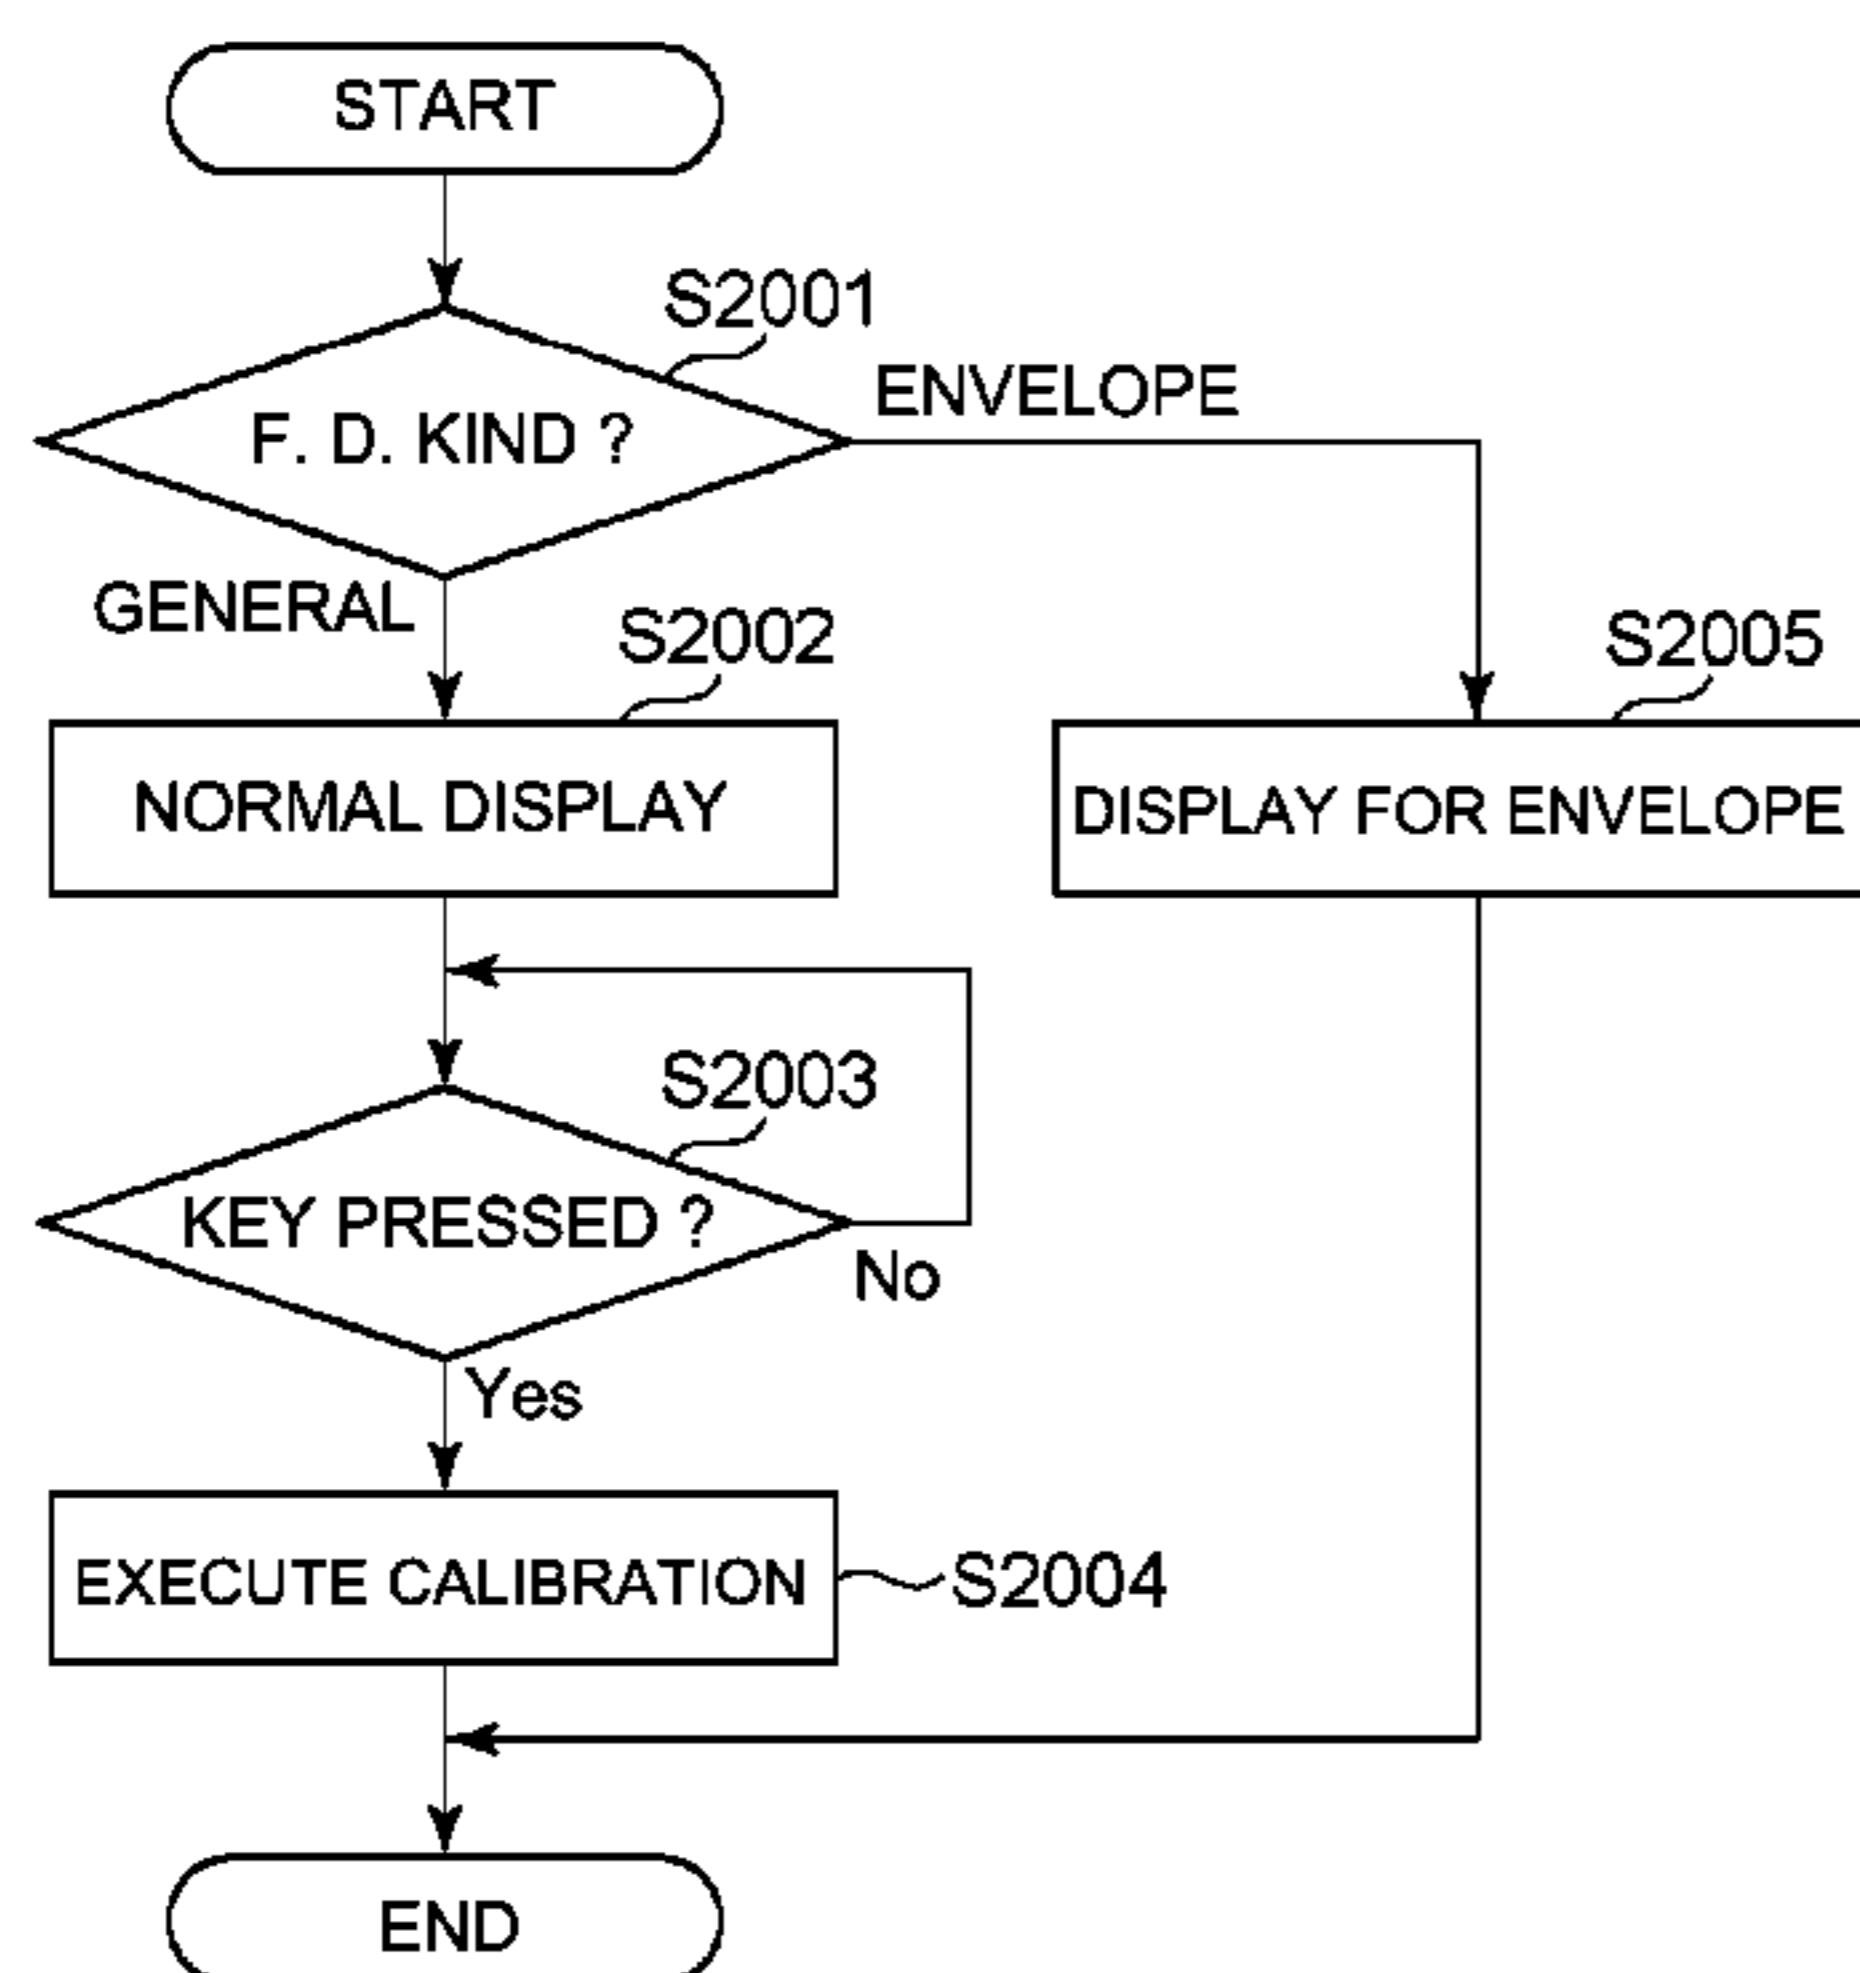 START
S2001
F. D. KIND ?
ENVELOPE
GENERAL
S2002
S2005
NORMAL DISPLAY
DISPLAY FOR ENVELOPE
S2003
KEY PRESSED ?
No
Yes
EXECUTE CALIBRATION
S2004
END